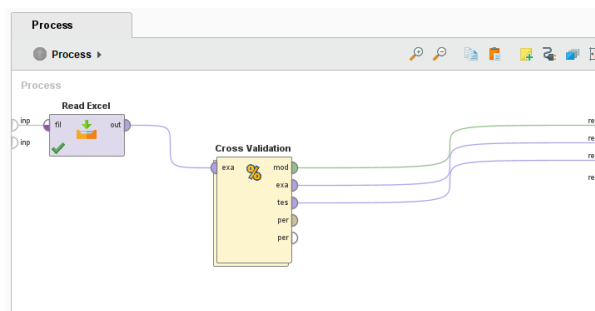 Process
Process
Process
Read Excel
inp
fil
out
inp
Cross Validation
exa
mod
exa
tes
per
per
re
re
re
re